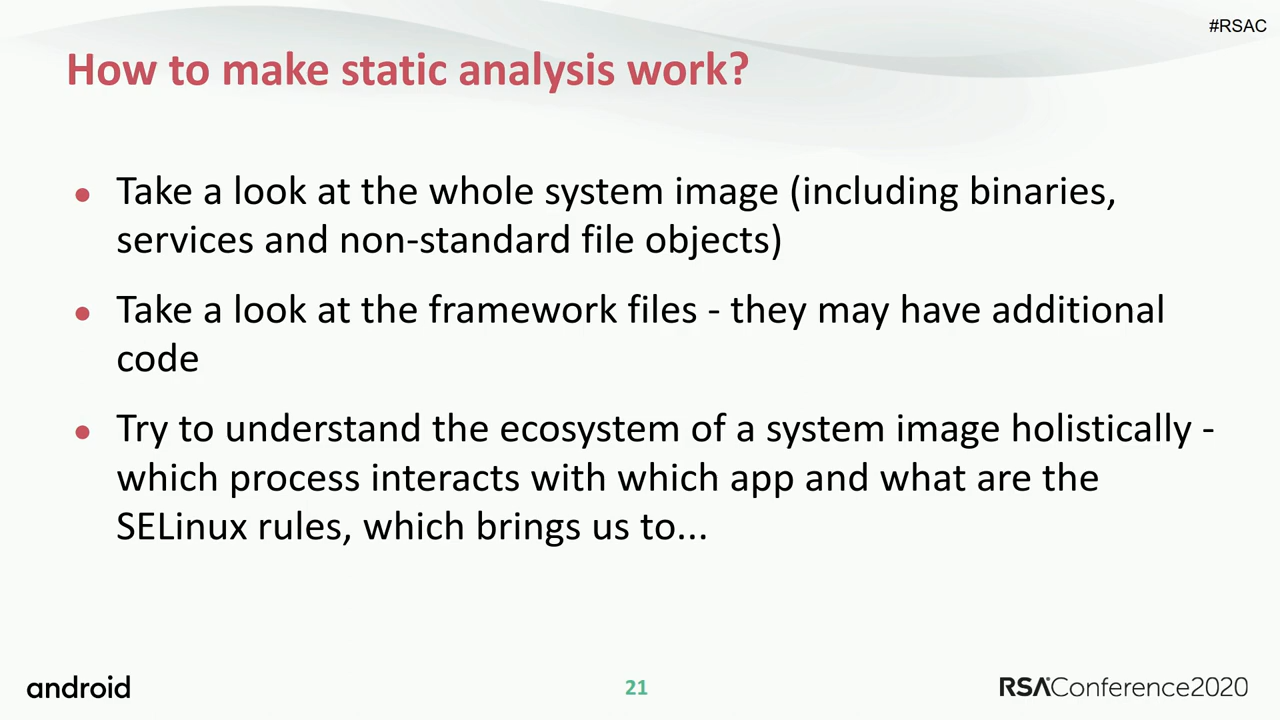 #RSAC
How to make static analysis work?
● Take a look at the whole system image (including binaries,
services and non-standard file objects)
● Take a look at the framework files - they may have additional
code
● Try to understand the ecosystem of a system image holistically -
which process interacts with which app and what are the
SELinux rules, which brings us to...
android
21
RSAConference2020